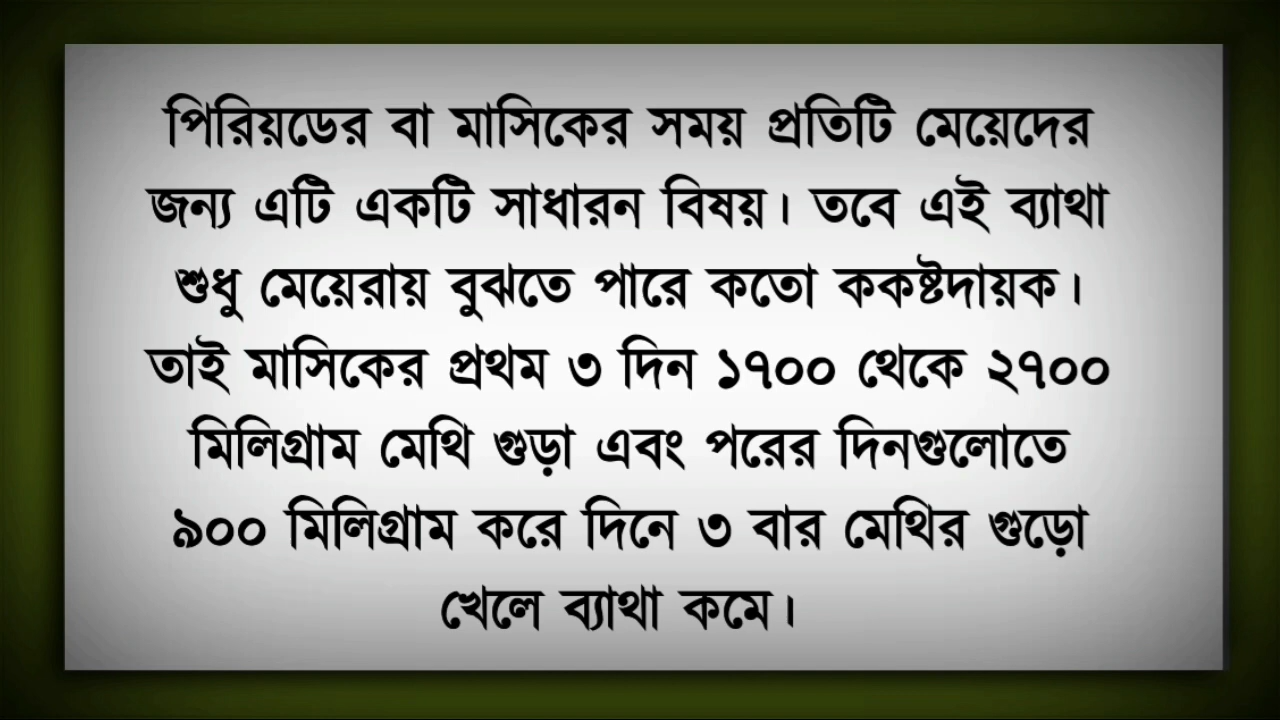 পিরিয়ডের বা মাসিকের সময় প্রতিটি মেয়েদের
জন্য এটি একটি সাধারন বিষয়। তবে এই ব্যাথা
শুধু মেয়েরায় বুঝতে পারে কতো ককষ্টদায়ক।
তাই মাসিকের প্রথম ৩ দিন ১৭০০ থেকে ২৭০০
মিলিগ্রাম মেথি গুড়া এবং পরের দিনগুলোতে
৯০০ মিলিগ্রাম করে দিনে ৩ বার মেথির গুড়ো
খেলে ব্যাথা কমে।